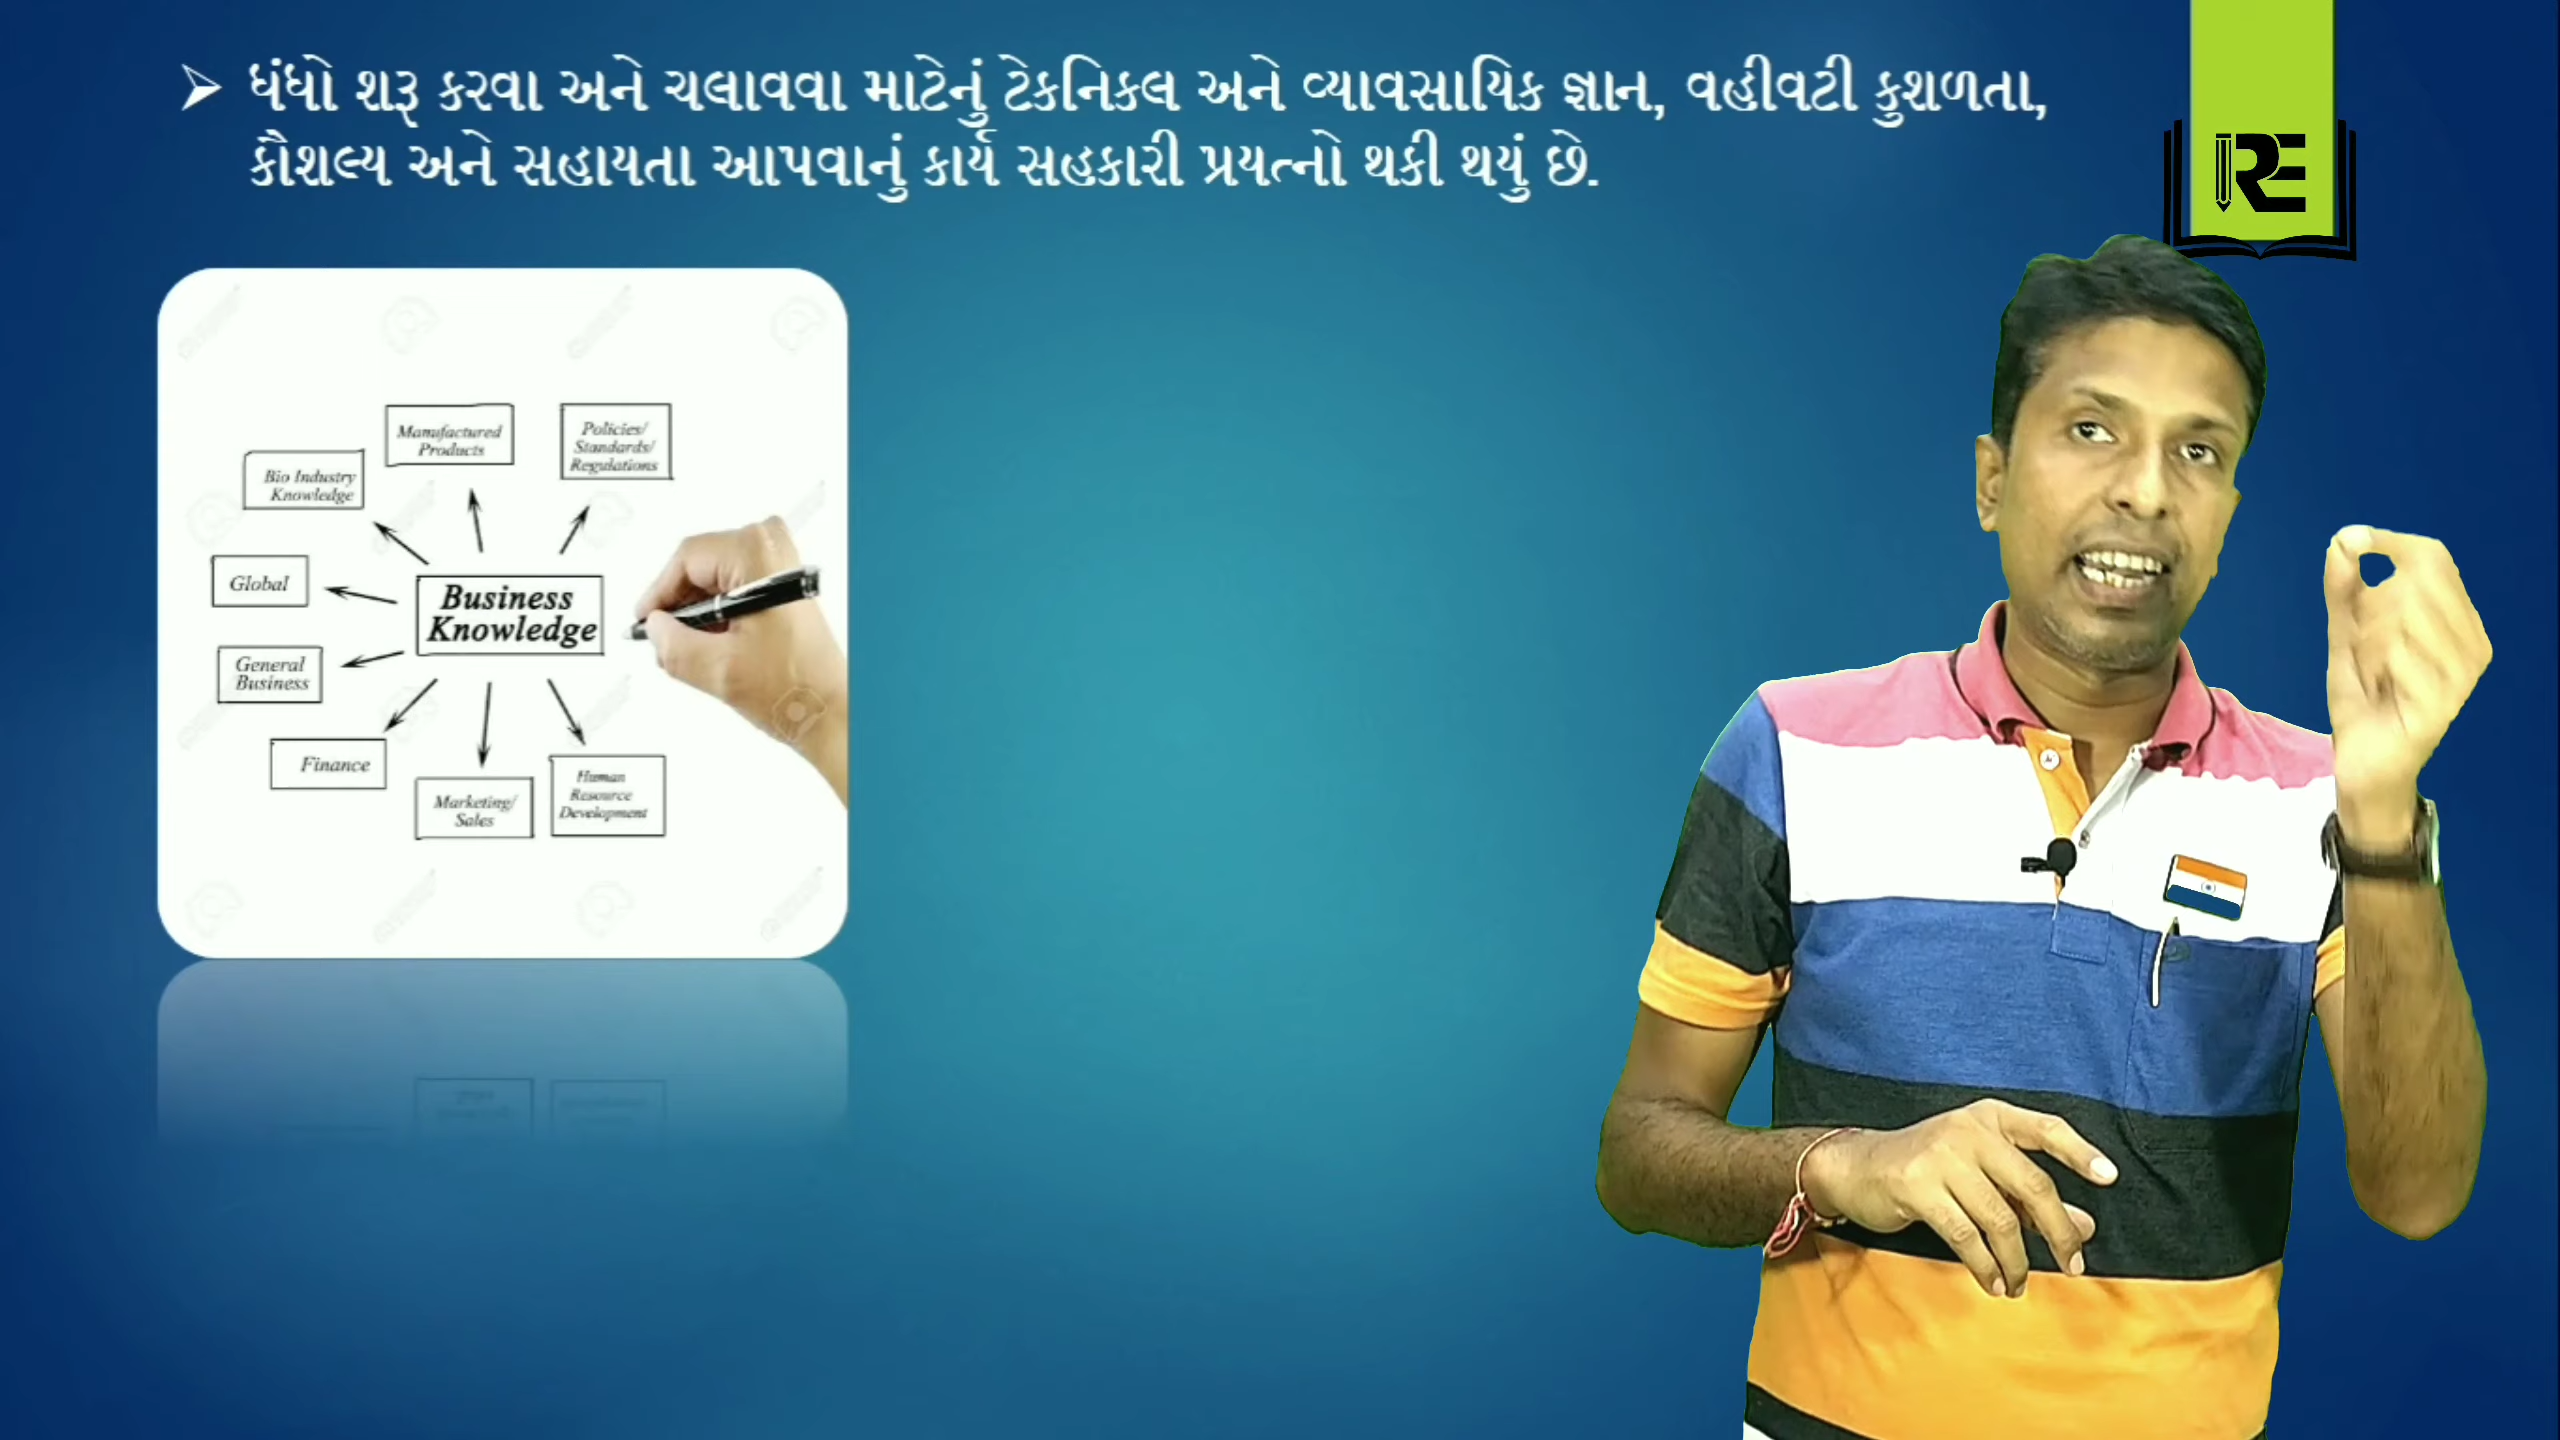 ➢ ધંધો શરૂ કરવા અને ચલાવવા માટેનું ટેકનિકલ અને વ્યાવસાયિક જ્ઞાન, વહીવટી કુશળતા,
કૌશલ્ય અને સહાયતા આપવાનું કાર્ય સહકારી પ્રયત્નો થકી થયું છે.
RE
Manufactured
Products
Policies/
Standards/
Regulations
Bio Industry
Knowledge
Global
Business
Knowledge
General
Business
Finance
Marketing/
Sales
Human
Resource
Development